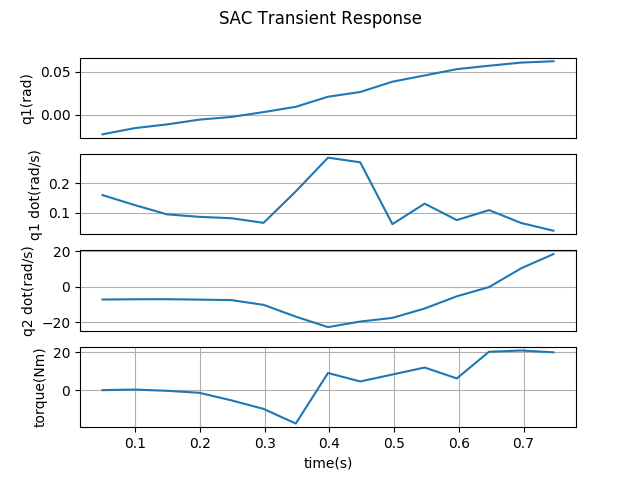 SAC Transient Response
q1(rad)
0.05
0.00
q1 dot(rad/s)
0.2
0.1
q2 dot(rad/s)
20
0
−20
torque(Nm)
20
0
0.1 0.2 0.3 0.4 0.5 0.6 0.7
time(s)